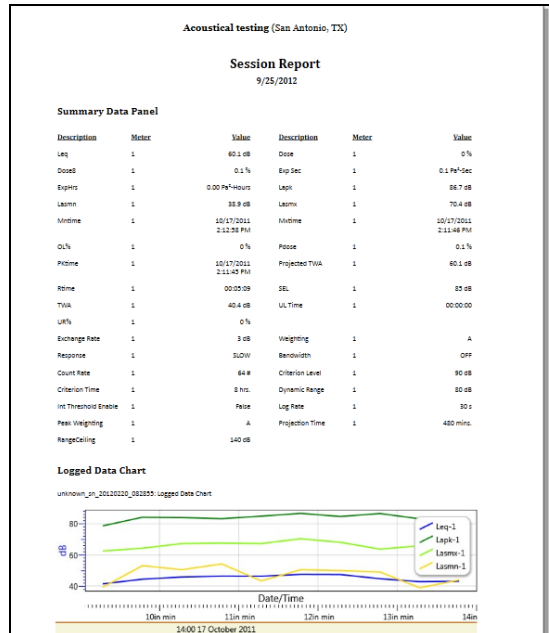 Acoustical testing (San Antonio, TX)
Session Report
9/25/2012
Summary Data Panel
Description Meter Value Description Meter Value
Leq 1 60.1 dB Dose 1 0 %
Dose8 1 0.1 % Exp Sec 1 0.1 Pa²-Sec
ExpHrs 1 0.00 Pa²-Hours Lapk 1 86.7 dB
Lasmn 1 38.9 dB Lasmx 1 70.4 dB
Mntime 1 10/17/2011 Mxtime 1 10/17/2011
2:12:58 PM 2:11:46 PM
OL% 1 0 % Pdose 1 0.1 %
PKtime 1 10/17/2011 Projected TWA 1 60.1 dB
2:11:45 PM
Rtime 1 00:05:09 SEL 1 85 dB
TWA 1 40.4 dB UL Time 1 00:00:00
UR% 1 0 %
Exchange Rate 1 3 dB Weighting 1 A
Response 1 SLOW Bandwidth 1 OFF
Count Rate 1 64 # Criterion Level 1 90 dB
Criterion Time 1 8 hrs. Dynamic Range 1 80 dB
Int Threshold Enable 1 False Log Rate 1 30 s
Peak Weighting 1 A Projection Time 1 480 mins.
RangeCeiling 1 140 dB
Logged Data Chart
unknown_sn_20120220_082855: Logged Data Chart
80
60
40
dB
Leq-1
Lapk-1
Lasmx-1
Lasmn-1
Date/Time
10in min 11in min 12in min 13in min 14in
14:00 17 October 2011